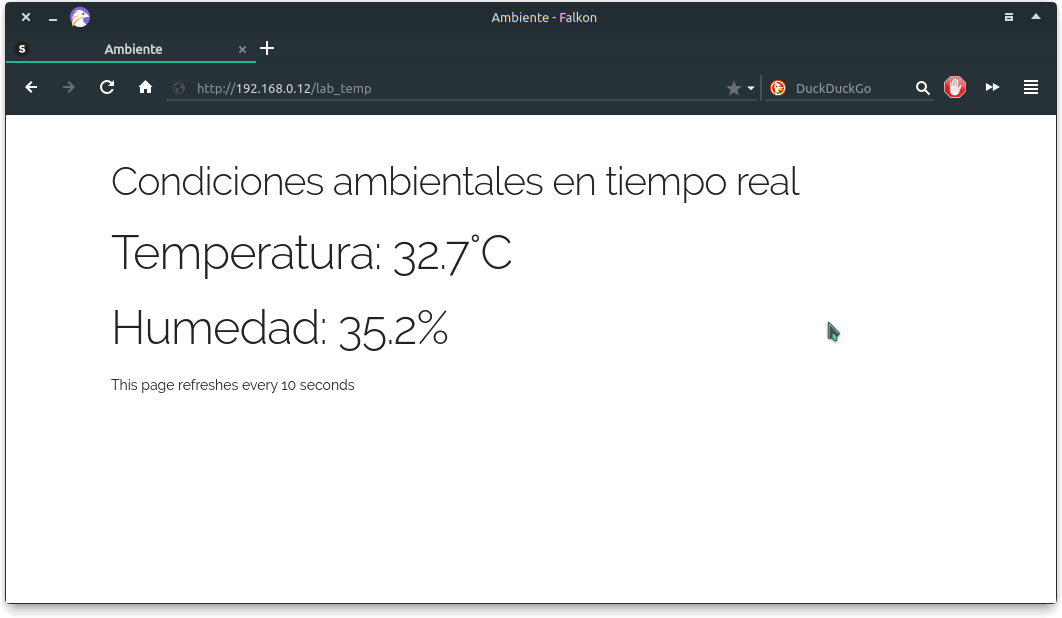 Ambiente - Falkon
S Ambiente
http://192.168.0.12/lab_temp DuckDuckGo
Condiciones ambientales en tiempo real
Temperatura: 32.7°C
Humedad: 35.2%
This page refreshes every 10 seconds